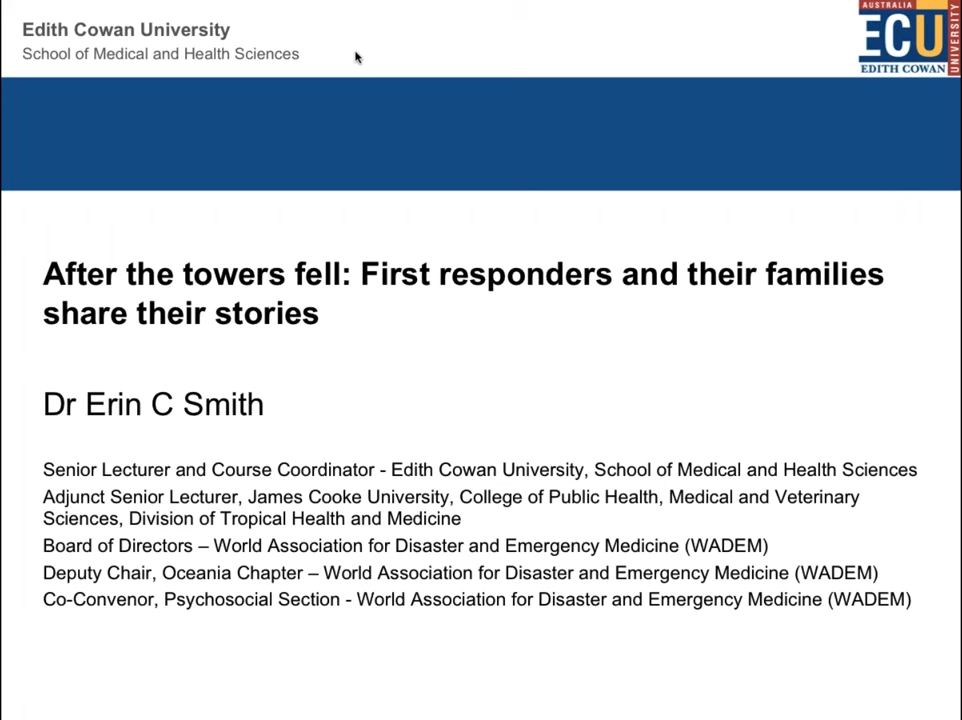 Edith Cowan University
School of Medical and Health Sciences
AUSTRALIA
ECU
EDITH COWAN
UNIVERSITY
After the towers fell: First responders and their families
share their stories
Dr Erin C Smith
Senior Lecturer and Course Coordinator - Edith Cowan University, School of Medical and Health Sciences
Adjunct Senior Lecturer, James Cooke University, College of Public Health, Medical and Veterinary
Sciences, Division of Tropical Health and Medicine
Board of Directors – World Association for Disaster and Emergency Medicine (WADEM)
Deputy Chair, Oceania Chapter – World Association for Disaster and Emergency Medicine (WADEM)
Co-Convenor, Psychosocial Section - World Association for Disaster and Emergency Medicine (WADEM)